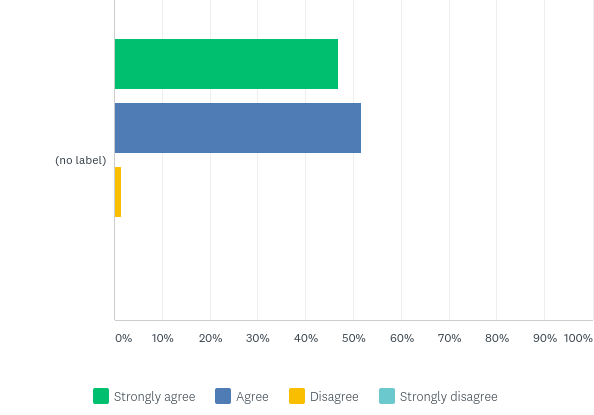 (no label)
0% 10% 20% 30% 40% 50% 60% 70% 80% 90% 100%
Strongly agree Agree Disagree Strongly disagree